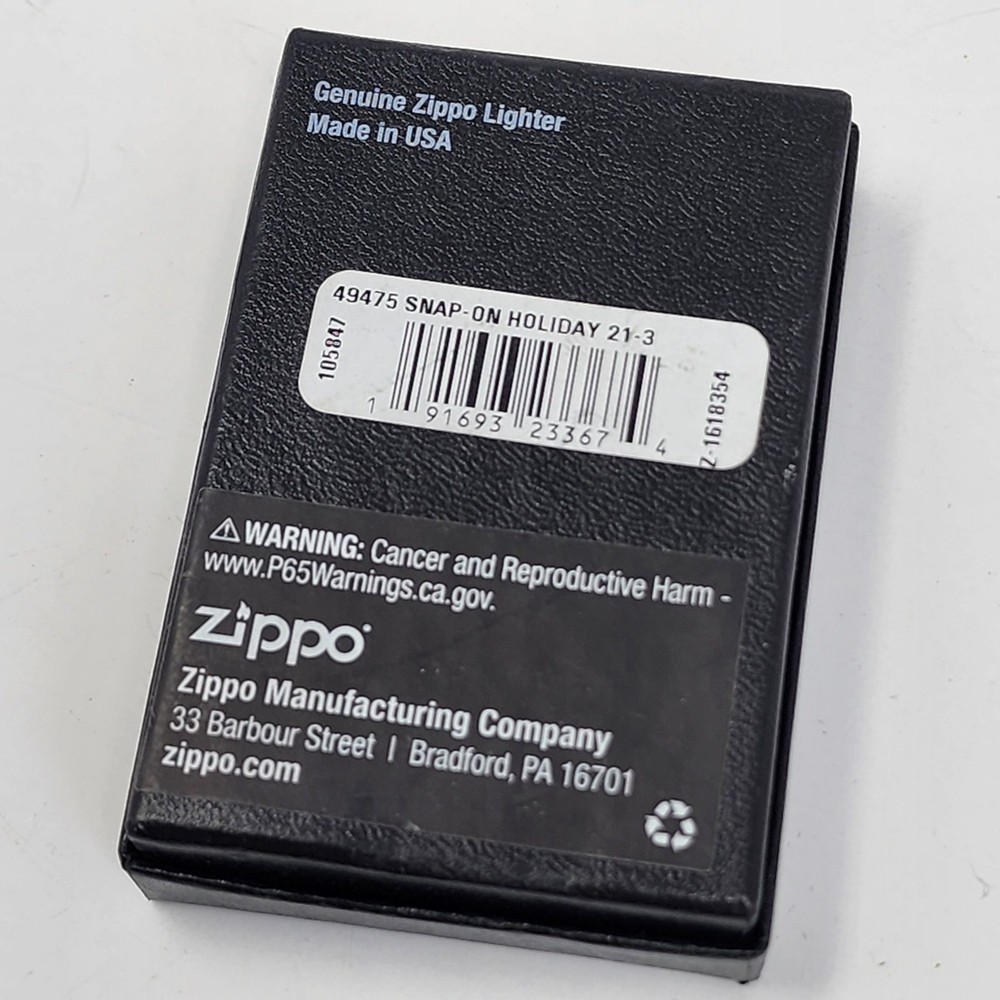 Genuine Zippo Lighter
Made in USA
49475 SNAP-ON HOLIDAY 21-3
105847
1 91693 23367 4
Z-1618354
WARNING: Cancer and Reproductive Harm -
www.P65Warnings.ca.gov.
Zippo
Zippo Manufacturing Company
33 Barbour Street | Bradford, PA 16701
zippo.com